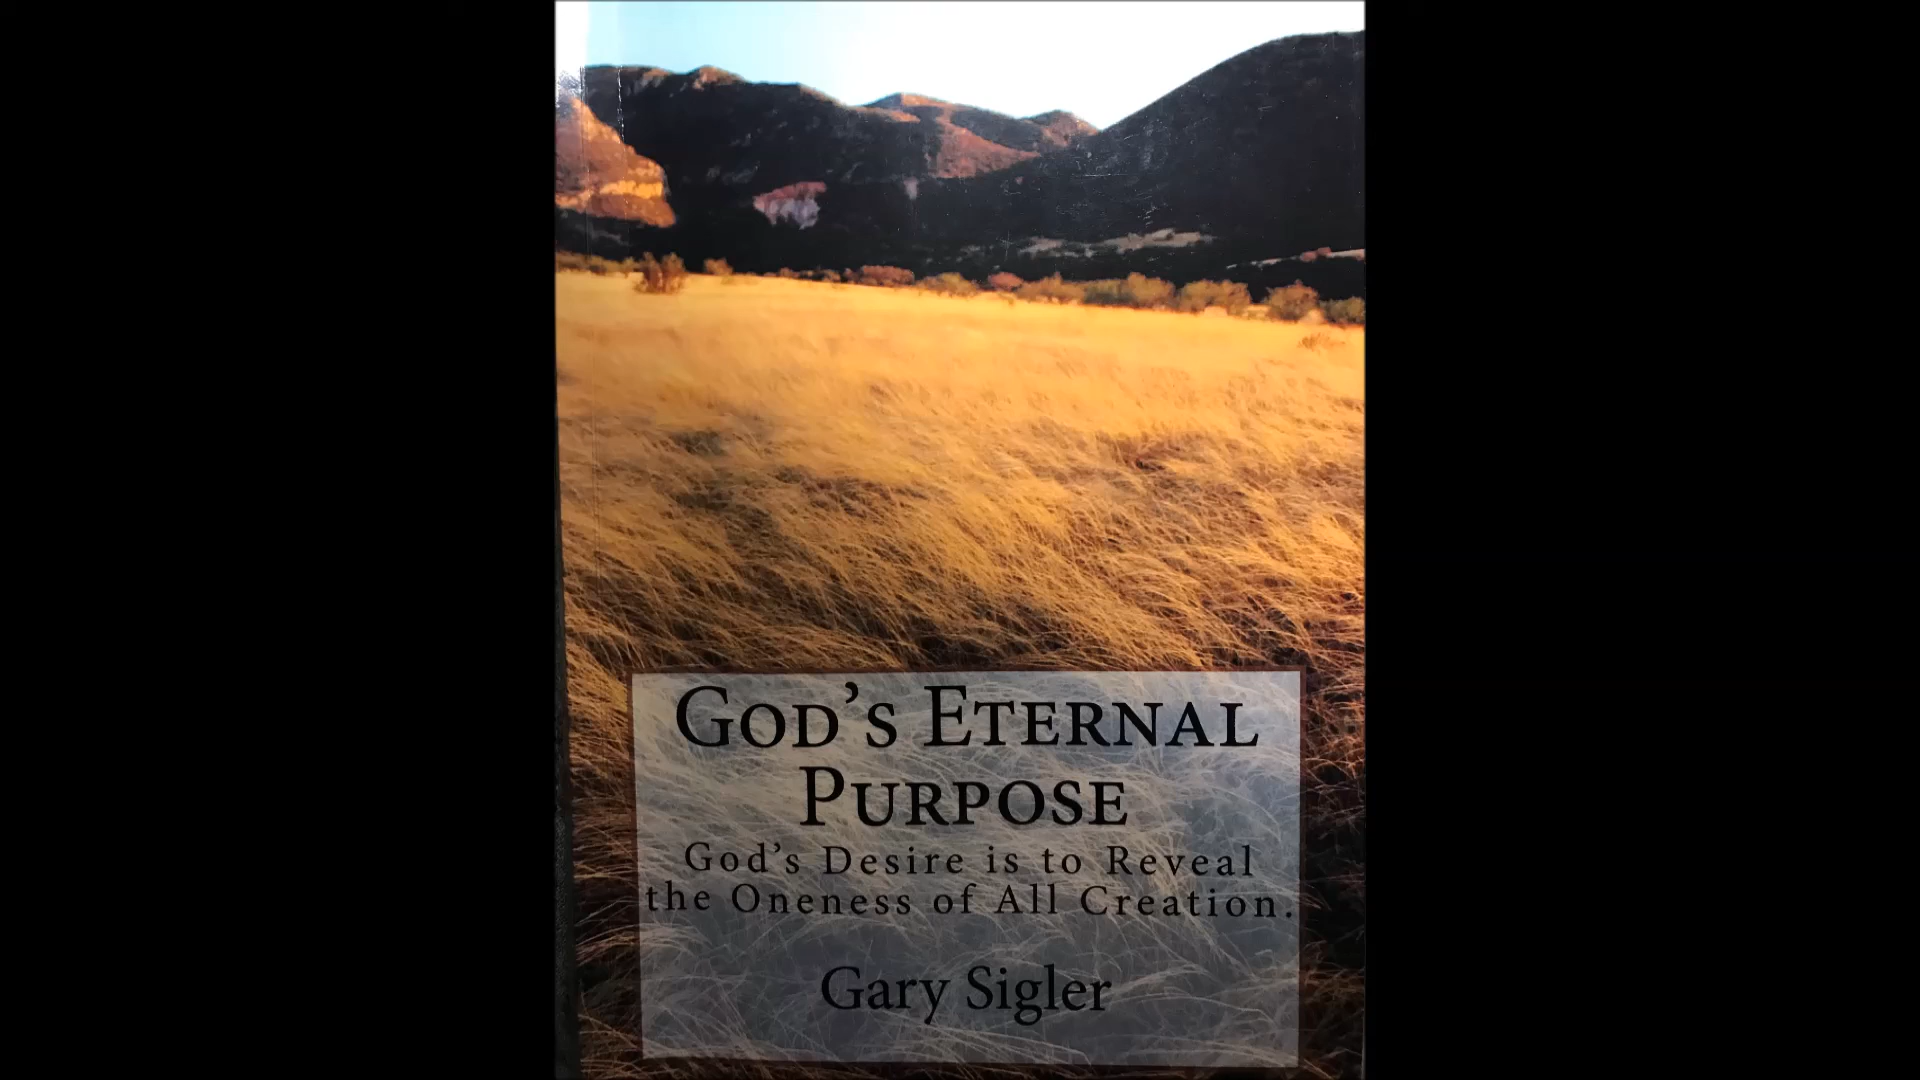 God's Eternal
Purpose
God's Desire is to Reveal
the Oneness of All Creation.
Gary Sigler